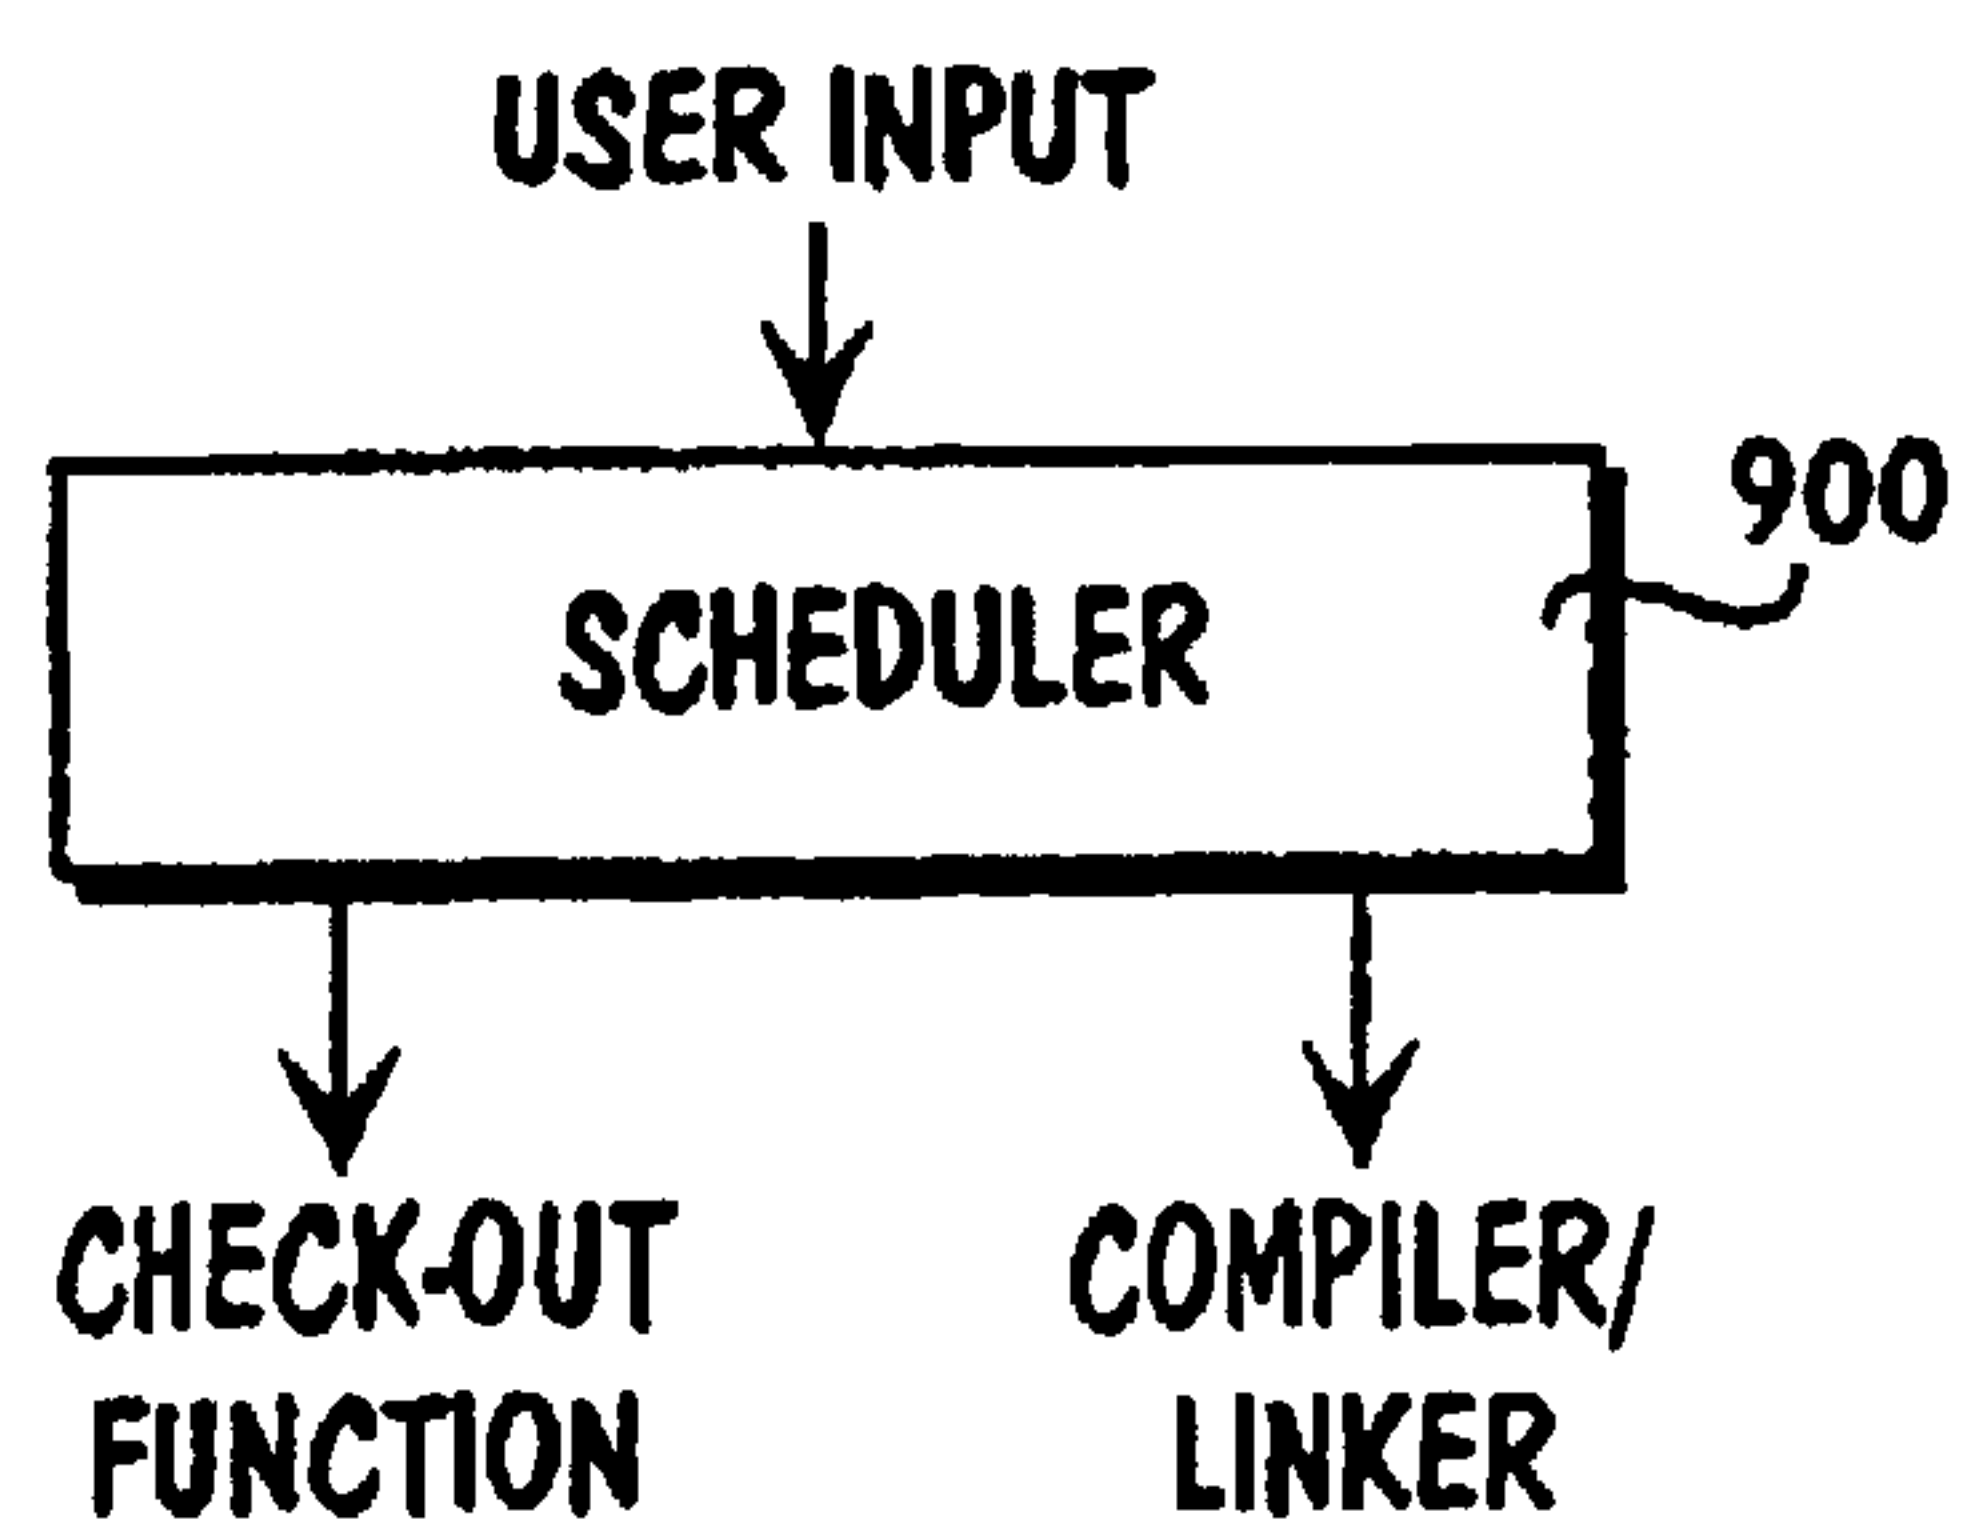 USER INPUT
900
SCHEDULER
CHECK-OUT
FUNCTION
COMPILER/
LINKER